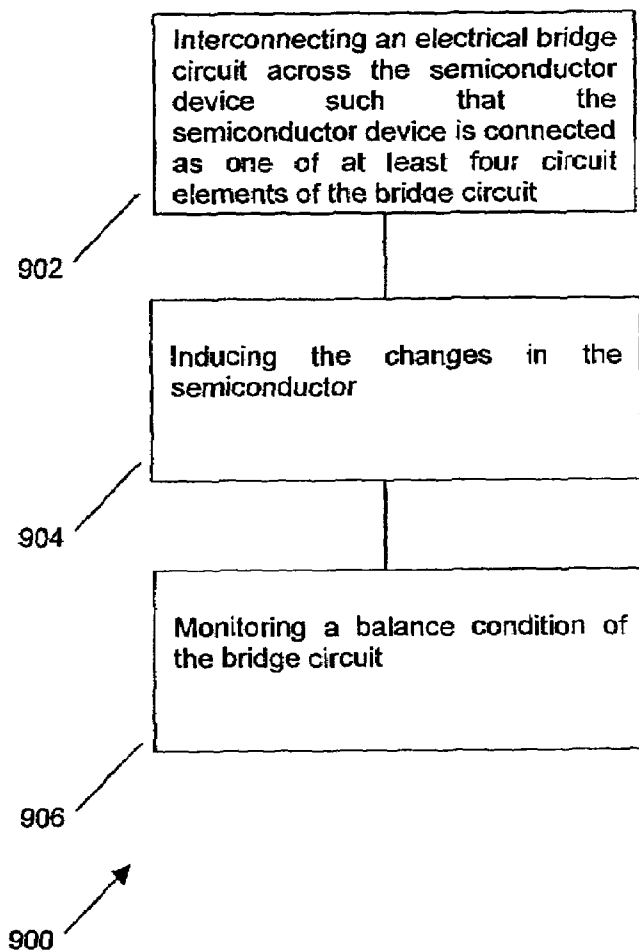 Interconnecting an electrical bridge
circuit across the semiconductor
device such that the
semiconductor device is connected
as one of at least four circuit
elements of the bridge circuit
902
Inducing the changes in the
semiconductor
904
Monitoring a balance condition of
the bridge circuit
906
900